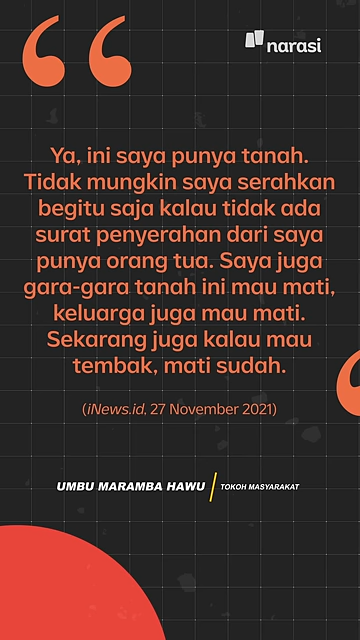 narasi
Ya, ini saya punya tanah.
Tidak mungkin saya serahkan
begitu saja kalau tidak ada
surat penyerahan dari saya
punya orang tua. Saya juga
gara-gara tanah ini mau mati,
keluarga juga mau mati.
Sekarang juga kalau mau
tembak, mati sudah.
(iNews.id, 27 November 2021)
UMBU MARAMBA HAWU / TOKOH MASYARAKAT